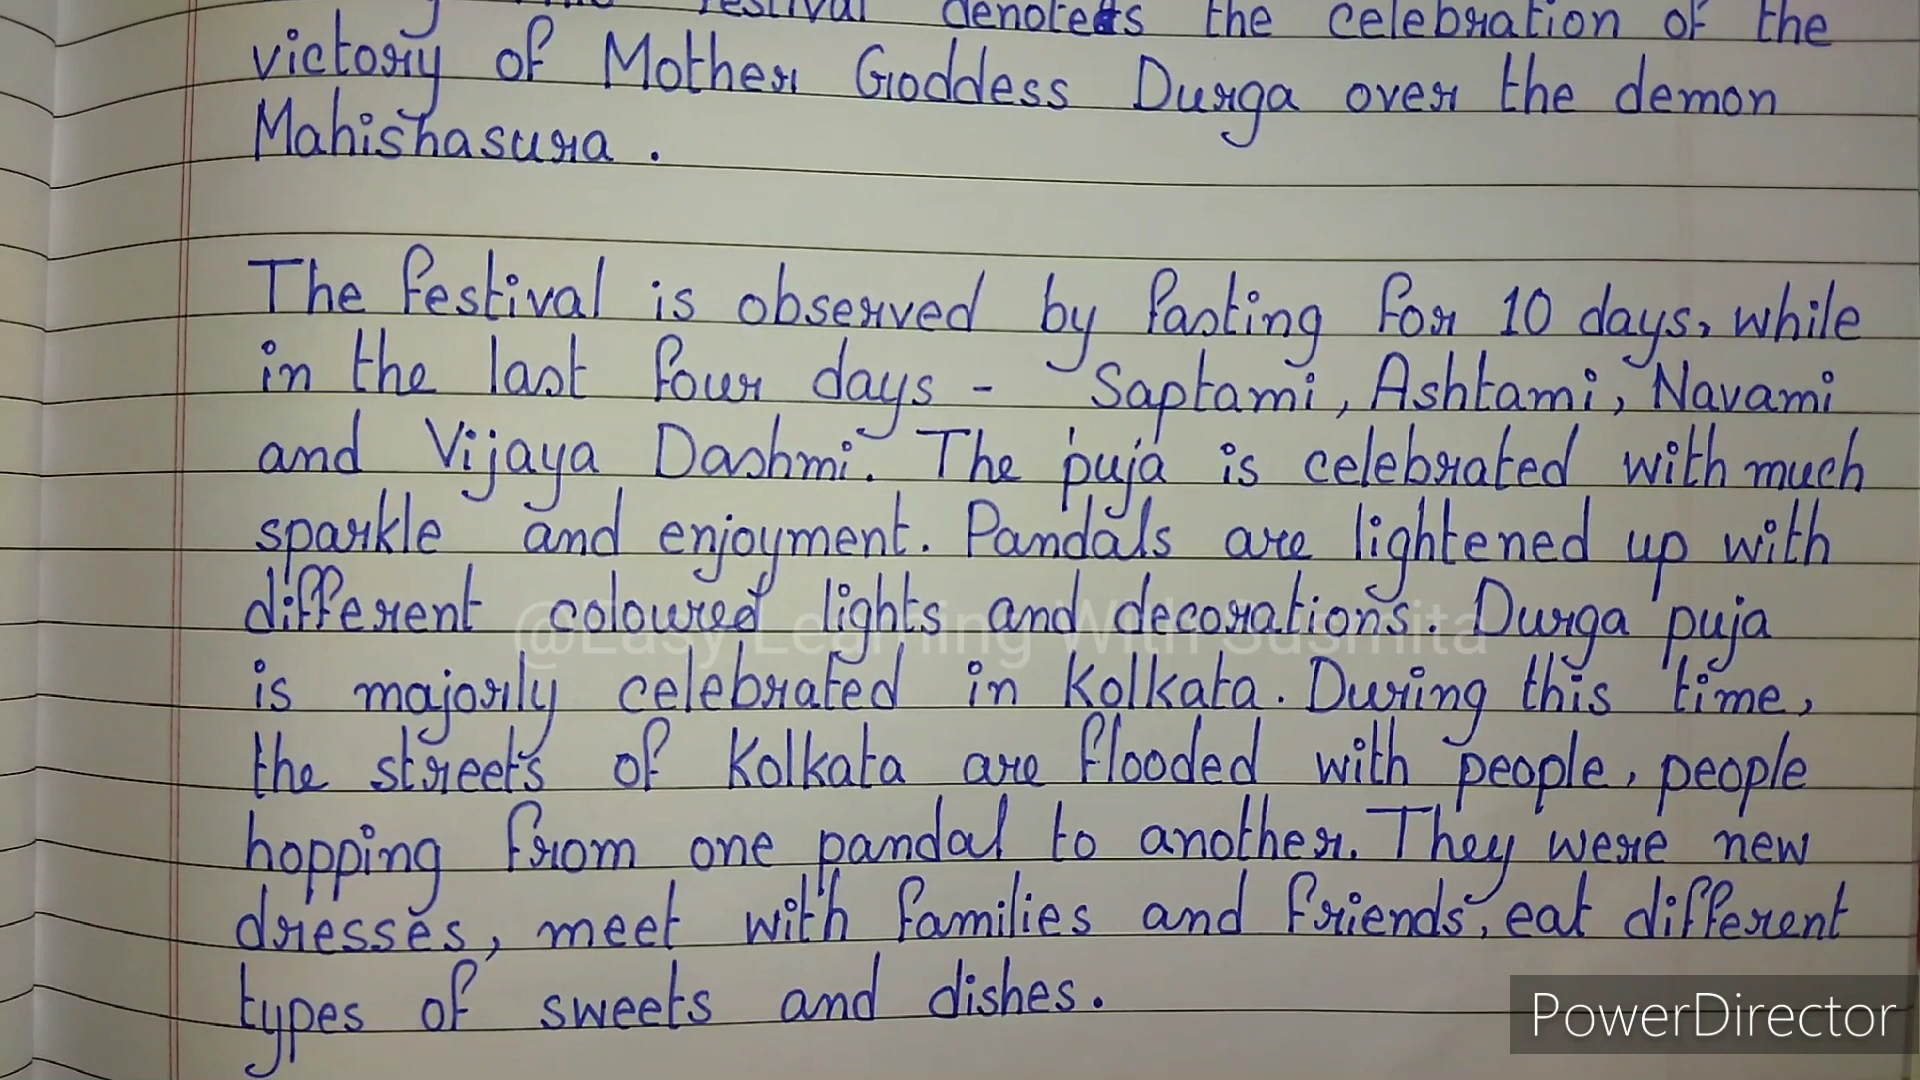 festival denotes the celebration of the
victory of Mother Goddess Durga over the demon
Mahishasura.
The festival is observed by fasting for 10 days, while
in the last four days - Saptami, Ashtami, Navami
and Vijaya Dashmi. The puja is celebrated with much
sparkle and enjoyment. Pandals are lightened up with
different coloured lights and decorations. Durga puja
@Easy Learning With Susmita
is majorly celebrated in Kolkata. During this time,
the streets of Kolkata are flooded with people, people
hopping from one pandal to another. They were new
dresses, meet with families and friends, eat different
types of sweets and dishes.
PowerDirector